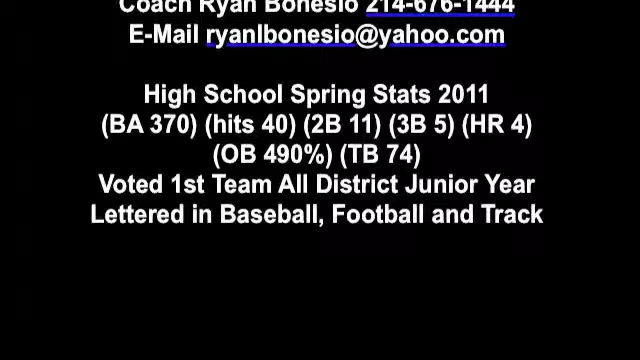 Coach Ryan Bonesio 214-676-1444
E-Mail ryanlbonesio@yahoo.com
High School Spring Stats 2011
(BA 370) (hits 40) (2B 11) (3B 5) (HR 4)
(OB 490%) (TB 74)
Voted 1st Team All District Junior Year
Lettered in Baseball, Football and Track